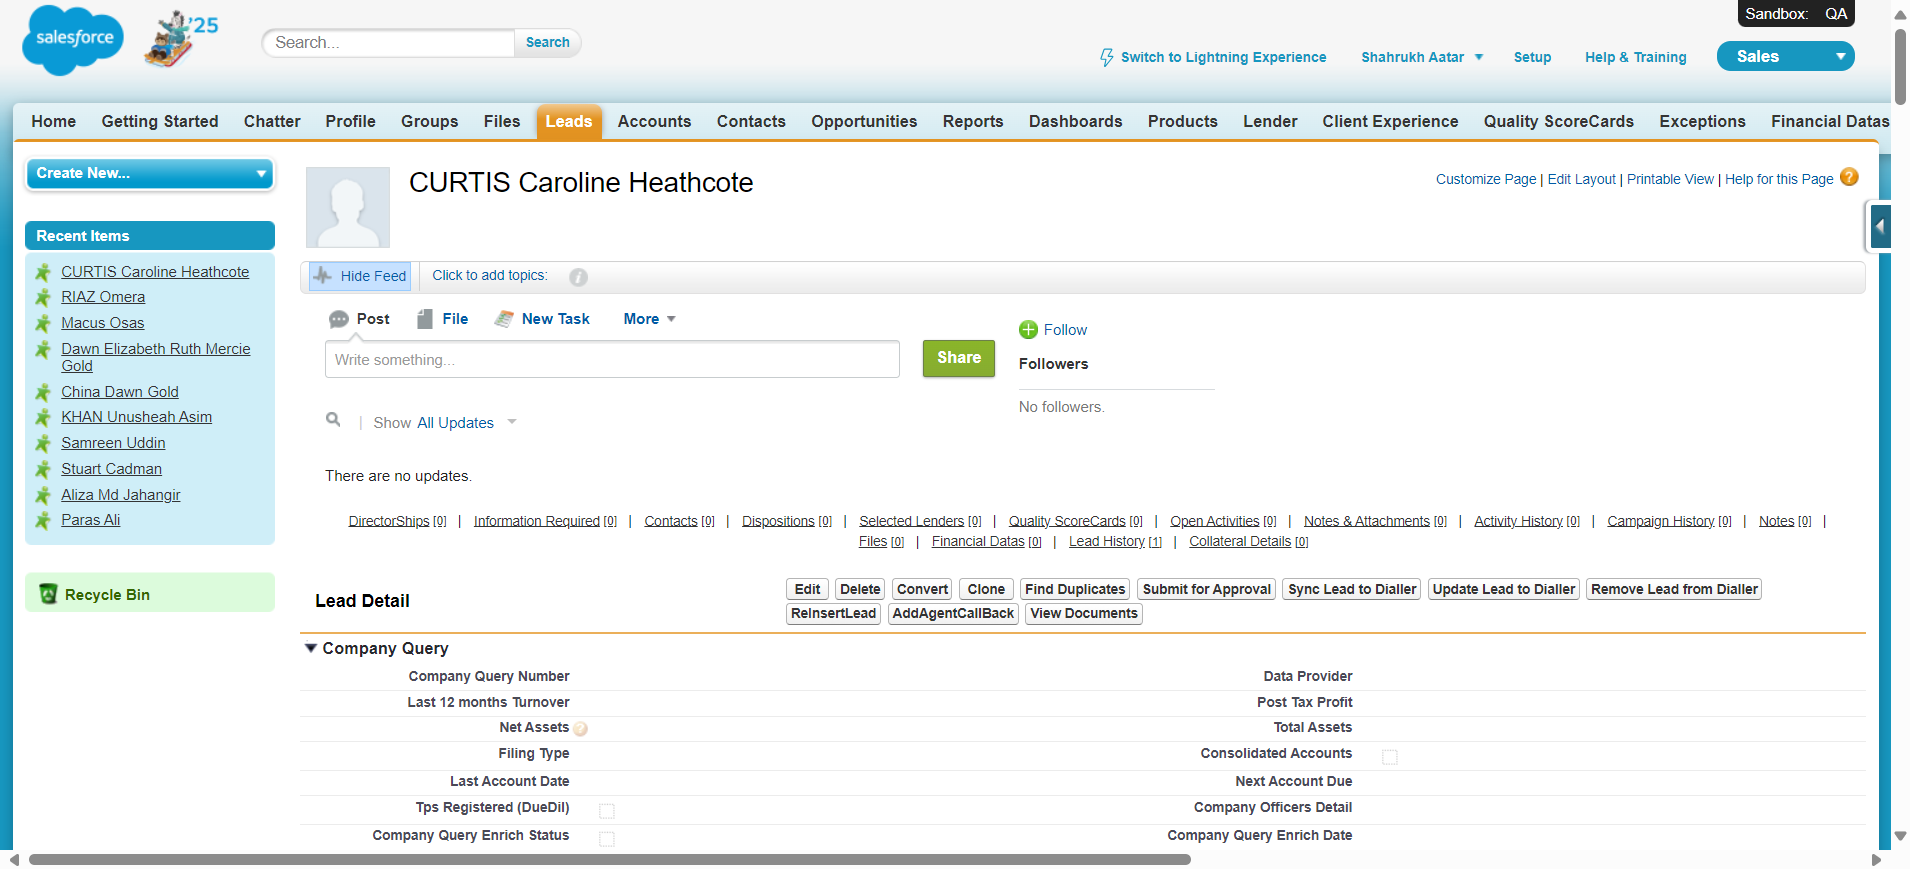 Sandbox: QA
salesforce
'25
Search...
Search
Switch to Lightning Experience
Shahrukh Aatar
Setup
Help & Training
Sales
Home
Getting Started
Chatter
Profile
Groups
Files
Leads
Accounts
Contacts
Opportunities
Reports
Dashboards
Products
Lender
Client Experience
Quality ScoreCards
Exceptions
Financial Datas
Create New...
Recent Items
CURTIS Caroline Heathcote
RIAZ Omera
Macus Osas
Dawn Elizabeth Ruth Mercie
Gold
China Dawn Gold
KHAN Unusheah Asim
Samreen Uddin
Stuart Cadman
Aliza Md Jahangir
Paras Ali
Recycle Bin
CURTIS Caroline Heathcote
Customize Page | Edit Layout | Printable View | Help for this Page ?
Hide Feed
Click to add topics:
i
Post
File
New Task
More
Write something...
Share
Follow
Followers
No followers.
| Show All Updates
There are no updates.
DirectorShips [0] | Information Required [0] | Contacts [0] | Dispositions [0] | Selected Lenders [0] | Quality ScoreCards [0] | Open Activities [0] | Notes & Attachments [0] | Activity History [0] | Campaign History [0] | Notes [0] |
Files [0] | Financial Datas [0] | Lead History [1] | Collateral Details [0]
Lead Detail
Edit
Delete
Convert
Clone
Find Duplicates
Submit for Approval
Sync Lead to Dialler
Update Lead to Dialler
Remove Lead from Dialler
ReInsertLead
AddAgentCallBack
View Documents
Company Query
Company Query Number
Data Provider
Last 12 months Turnover
Post Tax Profit
Net Assets ?
Total Assets
Filing Type
Consolidated Accounts
Last Account Date
Next Account Due
Tps Registered (DueDil)
Company Officers Detail
Company Query Enrich Status
Company Query Enrich Date